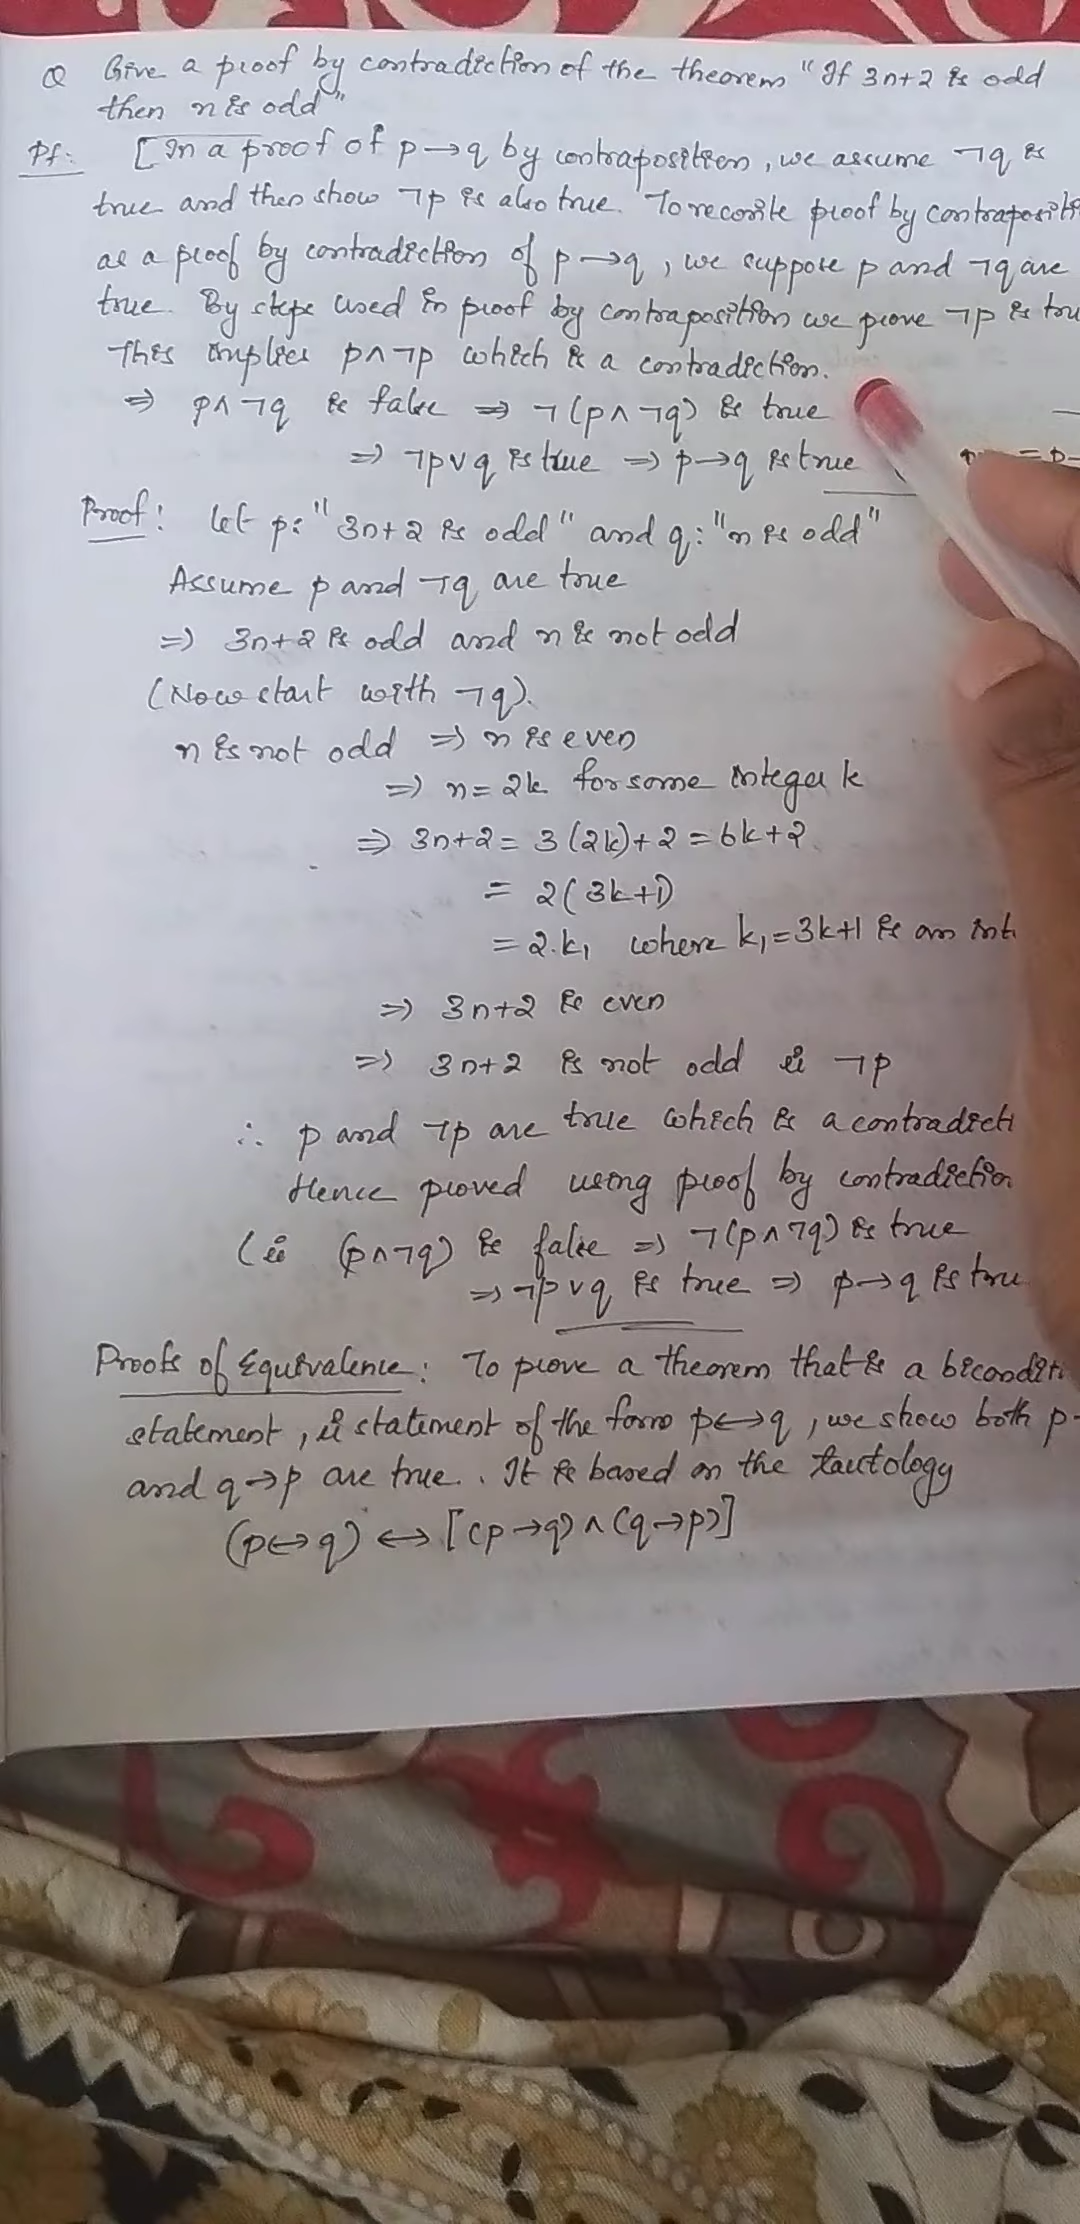 Q Give a proof by contradiction of the theorem "If 3n+2 is odd
then n is odd"
Pf: [In a proof of p→q by contraposition, we assume ¬q is
true and then show ¬p is also true. To rewrite proof by contrapositi
as a proof by contradiction of p→q, we suppose p and ¬q are
true. By steps used in proof by contraposition we prove ¬p is tru
This implies p∧¬p which is a contradiction.
⇒ p∧¬q is false ⇒ ¬(p∧¬q) is true
⇒ ¬p∨q is true ⇒ p→q is true
Proof: let p: "3n+2 is odd" and q: "n is odd"
Assume p and ¬q are true
⇒ 3n+2 is odd and n is not odd
(Now start with ¬q).
n is not odd ⇒ n is even
⇒ n = 2k for some integer k
⇒ 3n+2 = 3(2k)+2 = 6k+2
= 2(3k+1)
= 2.k₁ where k₁=3k+1 is an int
⇒ 3n+2 is even
⇒ 3n+2 is not odd ie ¬p
∴ p and ¬p are true which is a contradicti
Hence proved using proof by contradiction
(ie (p∧¬q) is false ⇒ ¬(p∧¬q) is true
⇒ ¬p∨q is true ⇒ p→q is tru
Proofs of Equivalence: To prove a theorem that is a biconditi
statement, ie statement of the form p↔q, we show both p-
and q→p are true. It is based on the tautology
(p↔q) ↔ [(p→q)∧(q→p)]